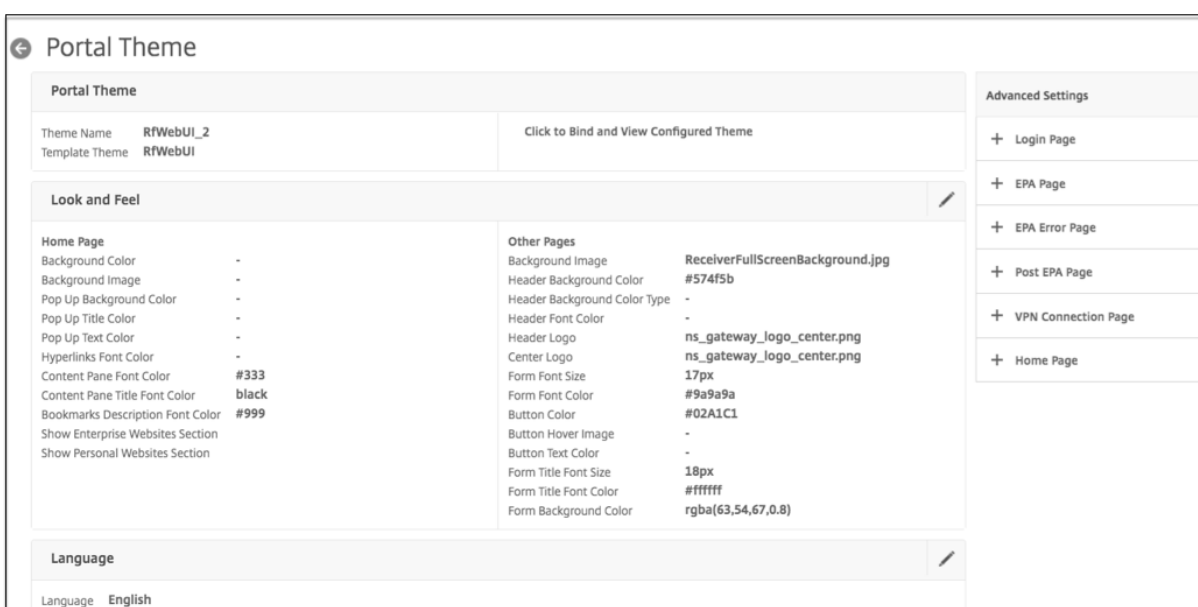 Portal Theme
Portal Theme
Theme Name RfWebUI_2
Template Theme RfWebUI
Click to Bind and View Configured Theme
Look and Feel
Home Page
Background Color -
Background Image -
Pop Up Background Color -
Pop Up Title Color -
Pop Up Text Color -
Hyperlinks Font Color -
Content Pane Font Color #333
Content Pane Title Font Color black
Bookmarks Description Font Color #999
Show Enterprise Websites Section
Show Personal Websites Section
Other Pages
Background Image ReceiverFullScreenBackground.jpg
Header Background Color #574f5b
Header Background Color Type -
Header Font Color -
Header Logo ns_gateway_logo_center.png
Center Logo ns_gateway_logo_center.png
Form Font Size 17px
Form Font Color #9a9a9a
Button Color #02A1C1
Button Hover Image -
Button Text Color -
Form Title Font Size 18px
Form Title Font Color #ffffff
Form Background Color rgba(63,54,67,0.8)
Language
Language English
Advanced Settings
+ Login Page
+ EPA Page
+ EPA Error Page
+ Post EPA Page
+ VPN Connection Page
+ Home Page